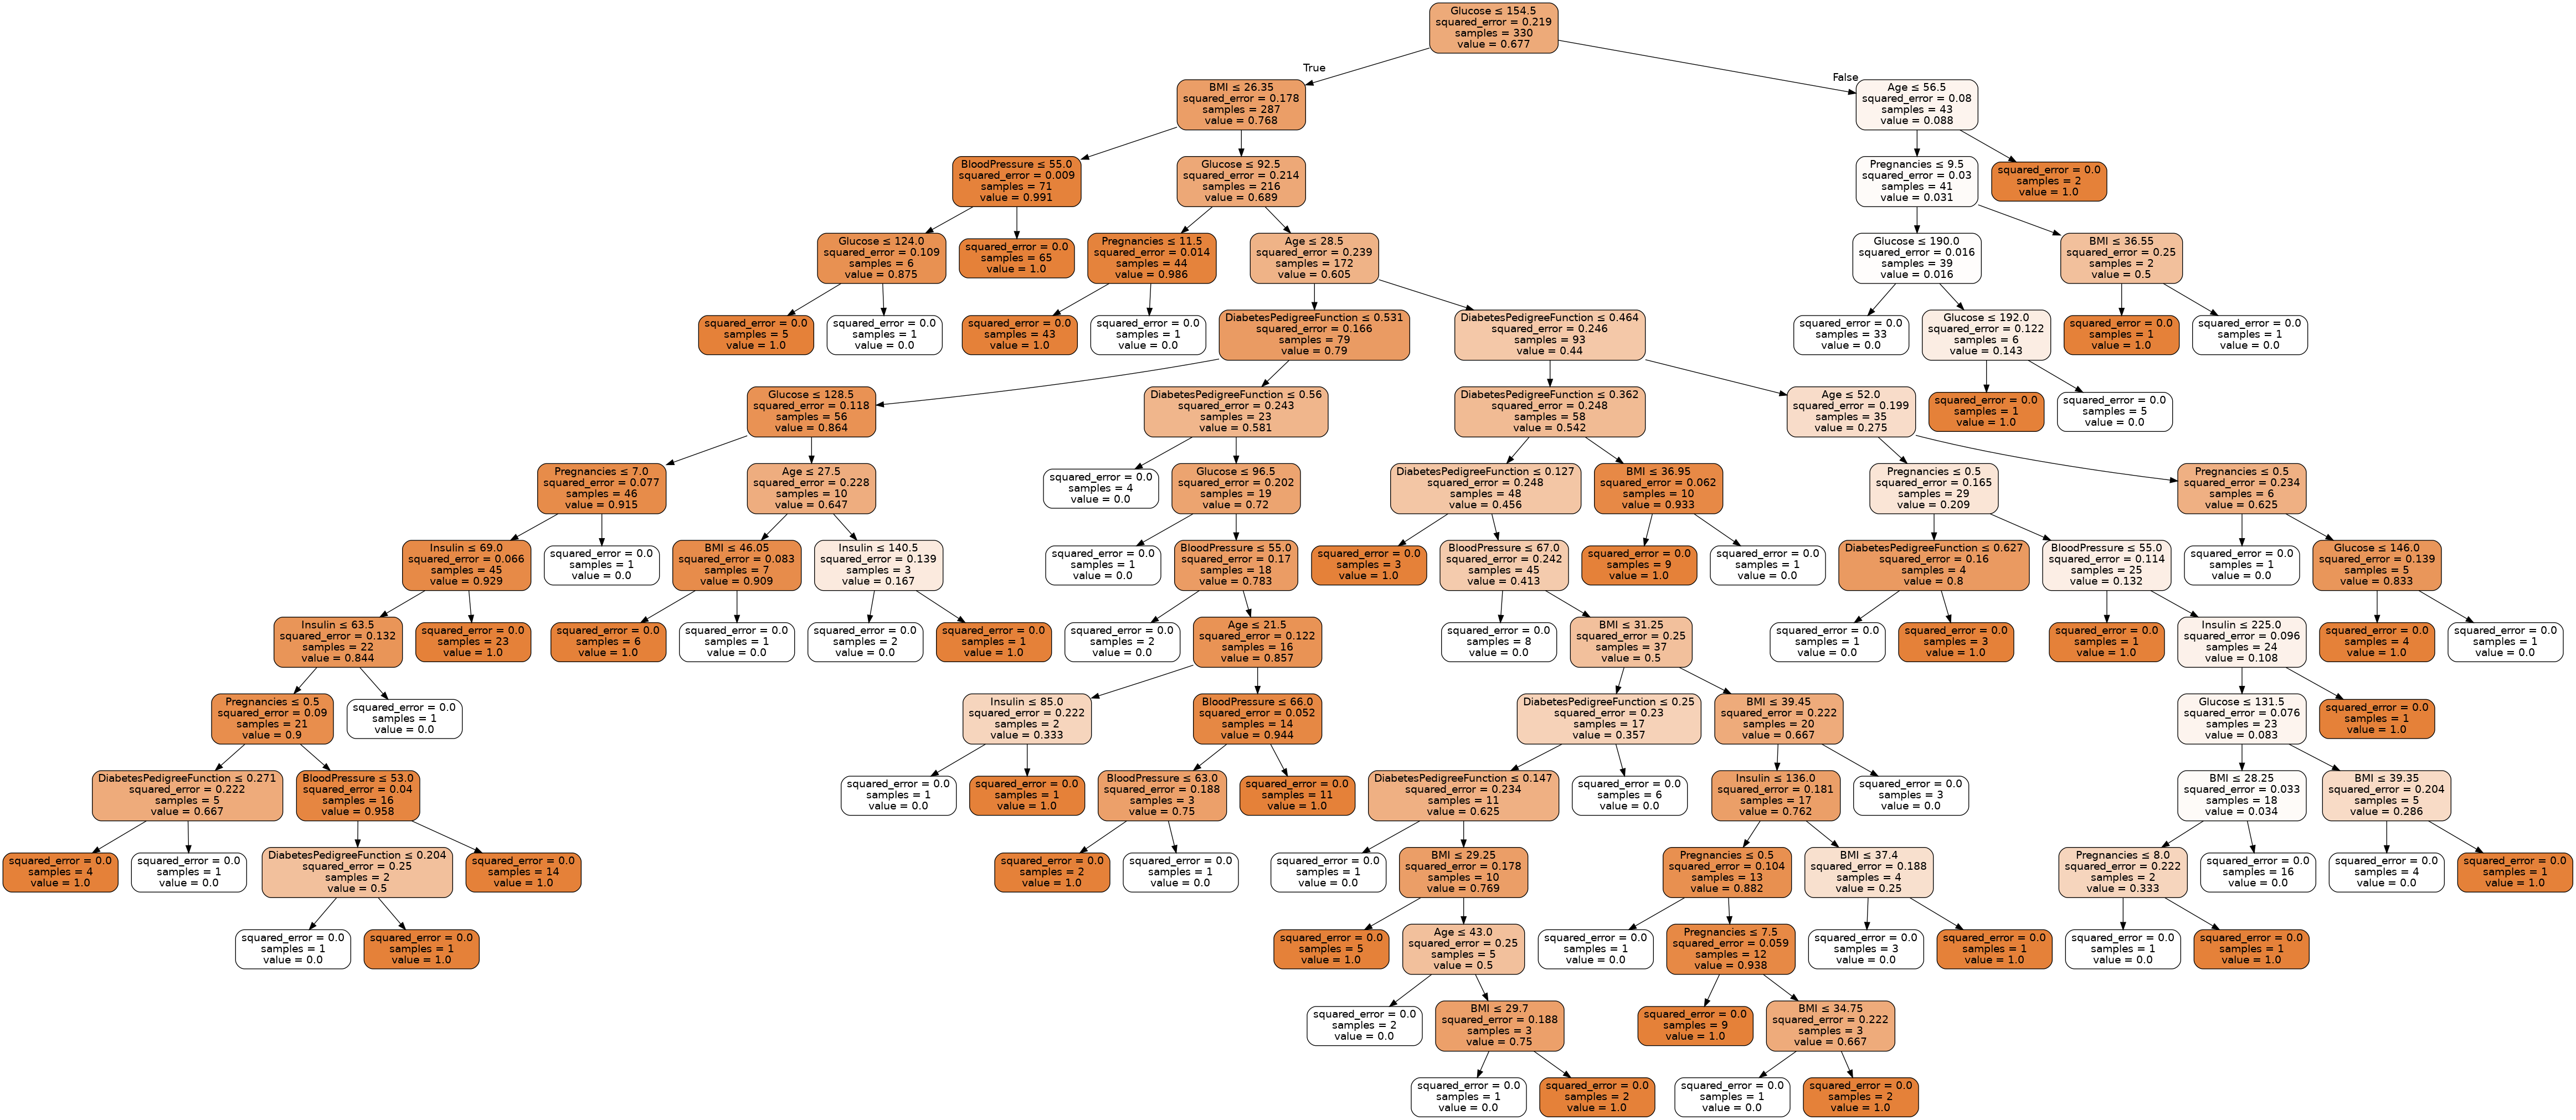 Glucose ≤ 154.5
squared_error = 0.219
samples = 330
value = 0.677
True
False
BMI ≤ 26.35
squared_error = 0.178
samples = 287
value = 0.768
Age ≤ 56.5
squared_error = 0.08
samples = 43
value = 0.088
BloodPressure ≤ 55.0
squared_error = 0.009
samples = 71
value = 0.991
Glucose ≤ 92.5
squared_error = 0.214
samples = 216
value = 0.689
Pregnancies ≤ 9.5
squared_error = 0.03
samples = 41
value = 0.031
squared_error = 0.0
samples = 2
value = 1.0
Glucose ≤ 124.0
squared_error = 0.109
samples = 6
value = 0.875
squared_error = 0.0
samples = 65
value = 1.0
Pregnancies ≤ 11.5
squared_error = 0.014
samples = 44
value = 0.986
Age ≤ 28.5
squared_error = 0.239
samples = 172
value = 0.605
Glucose ≤ 190.0
squared_error = 0.016
samples = 39
value = 0.016
BMI ≤ 36.55
squared_error = 0.25
samples = 2
value = 0.5
squared_error = 0.0
samples = 5
value = 1.0
squared_error = 0.0
samples = 1
value = 0.0
squared_error = 0.0
samples = 43
value = 1.0
squared_error = 0.0
samples = 1
value = 0.0
DiabetesPedigreeFunction ≤ 0.531
squared_error = 0.166
samples = 79
value = 0.79
DiabetesPedigreeFunction ≤ 0.464
squared_error = 0.246
samples = 93
value = 0.44
squared_error = 0.0
samples = 33
value = 0.0
Glucose ≤ 192.0
squared_error = 0.122
samples = 6
value = 0.143
squared_error = 0.0
samples = 1
value = 1.0
squared_error = 0.0
samples = 1
value = 0.0
Glucose ≤ 128.5
squared_error = 0.118
samples = 56
value = 0.864
DiabetesPedigreeFunction ≤ 0.56
squared_error = 0.243
samples = 23
value = 0.581
DiabetesPedigreeFunction ≤ 0.362
squared_error = 0.248
samples = 58
value = 0.542
Age ≤ 52.0
squared_error = 0.199
samples = 35
value = 0.275
squared_error = 0.0
samples = 1
value = 1.0
squared_error = 0.0
samples = 5
value = 0.0
Pregnancies ≤ 7.0
squared_error = 0.077
samples = 46
value = 0.915
Age ≤ 27.5
squared_error = 0.228
samples = 10
value = 0.647
squared_error = 0.0
samples = 4
value = 0.0
Glucose ≤ 96.5
squared_error = 0.202
samples = 19
value = 0.72
DiabetesPedigreeFunction ≤ 0.127
squared_error = 0.248
samples = 48
value = 0.456
BMI ≤ 36.95
squared_error = 0.062
samples = 10
value = 0.933
Pregnancies ≤ 0.5
squared_error = 0.165
samples = 29
value = 0.209
Pregnancies ≤ 0.5
squared_error = 0.234
samples = 6
value = 0.625
Insulin ≤ 69.0
squared_error = 0.066
samples = 45
value = 0.929
squared_error = 0.0
samples = 1
value = 0.0
BMI ≤ 46.05
squared_error = 0.083
samples = 7
value = 0.909
Insulin ≤ 140.5
squared_error = 0.139
samples = 3
value = 0.167
squared_error = 0.0
samples = 1
value = 0.0
BloodPressure ≤ 55.0
squared_error = 0.17
samples = 18
value = 0.783
squared_error = 0.0
samples = 3
value = 1.0
BloodPressure ≤ 67.0
squared_error = 0.242
samples = 45
value = 0.413
squared_error = 0.0
samples = 9
value = 1.0
squared_error = 0.0
samples = 1
value = 0.0
DiabetesPedigreeFunction ≤ 0.627
squared_error = 0.16
samples = 4
value = 0.8
BloodPressure ≤ 55.0
squared_error = 0.114
samples = 25
value = 0.132
squared_error = 0.0
samples = 1
value = 0.0
Glucose ≤ 146.0
squared_error = 0.139
samples = 5
value = 0.833
Insulin ≤ 63.5
squared_error = 0.132
samples = 22
value = 0.844
squared_error = 0.0
samples = 23
value = 1.0
squared_error = 0.0
samples = 6
value = 1.0
squared_error = 0.0
samples = 1
value = 0.0
squared_error = 0.0
samples = 2
value = 0.0
squared_error = 0.0
samples = 1
value = 1.0
squared_error = 0.0
samples = 2
value = 0.0
Age ≤ 21.5
squared_error = 0.122
samples = 16
value = 0.857
squared_error = 0.0
samples = 8
value = 0.0
BMI ≤ 31.25
squared_error = 0.25
samples = 37
value = 0.5
squared_error = 0.0
samples = 1
value = 0.0
squared_error = 0.0
samples = 3
value = 1.0
squared_error = 0.0
samples = 1
value = 1.0
Insulin ≤ 225.0
squared_error = 0.096
samples = 24
value = 0.108
squared_error = 0.0
samples = 4
value = 1.0
squared_error = 0.0
samples = 1
value = 0.0
Pregnancies ≤ 0.5
squared_error = 0.09
samples = 21
value = 0.9
squared_error = 0.0
samples = 1
value = 0.0
Insulin ≤ 85.0
squared_error = 0.222
samples = 2
value = 0.333
BloodPressure ≤ 66.0
squared_error = 0.052
samples = 14
value = 0.944
DiabetesPedigreeFunction ≤ 0.25
squared_error = 0.23
samples = 17
value = 0.357
BMI ≤ 39.45
squared_error = 0.222
samples = 20
value = 0.667
Glucose ≤ 131.5
squared_error = 0.076
samples = 23
value = 0.083
squared_error = 0.0
samples = 1
value = 1.0
DiabetesPedigreeFunction ≤ 0.271
squared_error = 0.222
samples = 5
value = 0.667
BloodPressure ≤ 53.0
squared_error = 0.04
samples = 16
value = 0.958
squared_error = 0.0
samples = 1
value = 0.0
squared_error = 0.0
samples = 1
value = 1.0
BloodPressure ≤ 63.0
squared_error = 0.188
samples = 3
value = 0.75
squared_error = 0.0
samples = 11
value = 1.0
DiabetesPedigreeFunction ≤ 0.147
squared_error = 0.234
samples = 11
value = 0.625
squared_error = 0.0
samples = 6
value = 0.0
Insulin ≤ 136.0
squared_error = 0.181
samples = 17
value = 0.762
squared_error = 0.0
samples = 3
value = 0.0
BMI ≤ 28.25
squared_error = 0.033
samples = 18
value = 0.034
BMI ≤ 39.35
squared_error = 0.204
samples = 5
value = 0.286
squared_error = 0.0
samples = 4
value = 1.0
squared_error = 0.0
samples = 1
value = 0.0
DiabetesPedigreeFunction ≤ 0.204
squared_error = 0.25
samples = 2
value = 0.5
squared_error = 0.0
samples = 14
value = 1.0
squared_error = 0.0
samples = 2
value = 1.0
squared_error = 0.0
samples = 1
value = 0.0
squared_error = 0.0
samples = 1
value = 0.0
BMI ≤ 29.25
squared_error = 0.178
samples = 10
value = 0.769
Pregnancies ≤ 0.5
squared_error = 0.104
samples = 13
value = 0.882
BMI ≤ 37.4
squared_error = 0.188
samples = 4
value = 0.25
Pregnancies ≤ 8.0
squared_error = 0.222
samples = 2
value = 0.333
squared_error = 0.0
samples = 16
value = 0.0
squared_error = 0.0
samples = 4
value = 0.0
squared_error = 0.0
samples = 1
value = 1.0
squared_error = 0.0
samples = 1
value = 0.0
squared_error = 0.0
samples = 1
value = 1.0
squared_error = 0.0
samples = 5
value = 1.0
Age ≤ 43.0
squared_error = 0.25
samples = 5
value = 0.5
squared_error = 0.0
samples = 1
value = 0.0
Pregnancies ≤ 7.5
squared_error = 0.059
samples = 12
value = 0.938
squared_error = 0.0
samples = 3
value = 0.0
squared_error = 0.0
samples = 1
value = 1.0
squared_error = 0.0
samples = 1
value = 0.0
squared_error = 0.0
samples = 1
value = 1.0
squared_error = 0.0
samples = 2
value = 0.0
BMI ≤ 29.7
squared_error = 0.188
samples = 3
value = 0.75
squared_error = 0.0
samples = 9
value = 1.0
BMI ≤ 34.75
squared_error = 0.222
samples = 3
value = 0.667
squared_error = 0.0
samples = 1
value = 0.0
squared_error = 0.0
samples = 2
value = 1.0
squared_error = 0.0
samples = 1
value = 0.0
squared_error = 0.0
samples = 2
value = 1.0